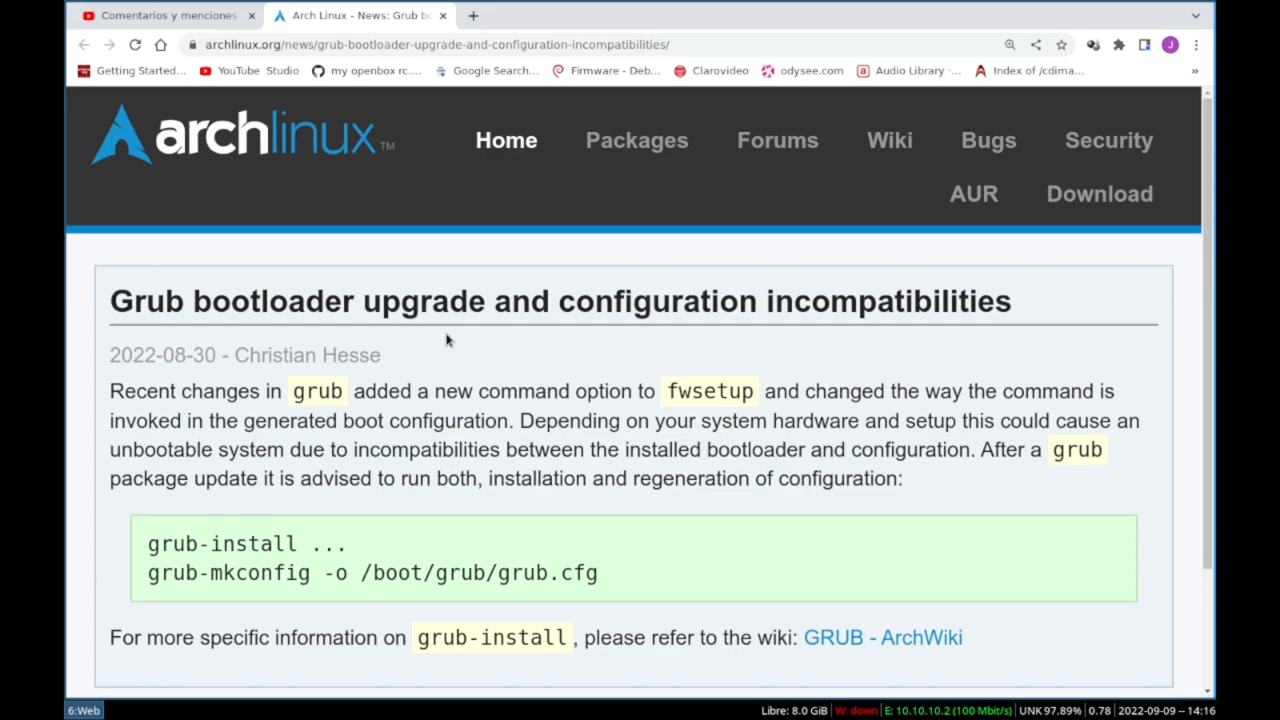 Comentarios y menciones
Arch Linux - News: Grub bo
archlinux.org/news/grub-bootloader-upgrade-and-configuration-incompatibilities/
J
Getting Started...
YouTube Studio
my openbox rc....
Google Search...
Firmware - Deb...
Clarovideo
odysee.com
Audio Library -...
Index of /cdima...
»
archlinux TM
Home
Packages
Forums
Wiki
Bugs
Security
AUR
Download
Grub bootloader upgrade and configuration incompatibilities
2022-08-30 - Christian Hesse
Recent changes in grub added a new command option to fwsetup and changed the way the command is
invoked in the generated boot configuration. Depending on your system hardware and setup this could cause an
unbootable system due to incompatibilities between the installed bootloader and configuration. After a grub
package update it is advised to run both, installation and regeneration of configuration:
grub-install ...
grub-mkconfig -o /boot/grub/grub.cfg
For more specific information on grub-install, please refer to the wiki: GRUB - ArchWiki
6:Web
Libre: 8.0 GiB W: down E: 10.10.10.2 (100 Mbit/s) UNK 97.89% 0.78 2022-09-09 -- 14:16